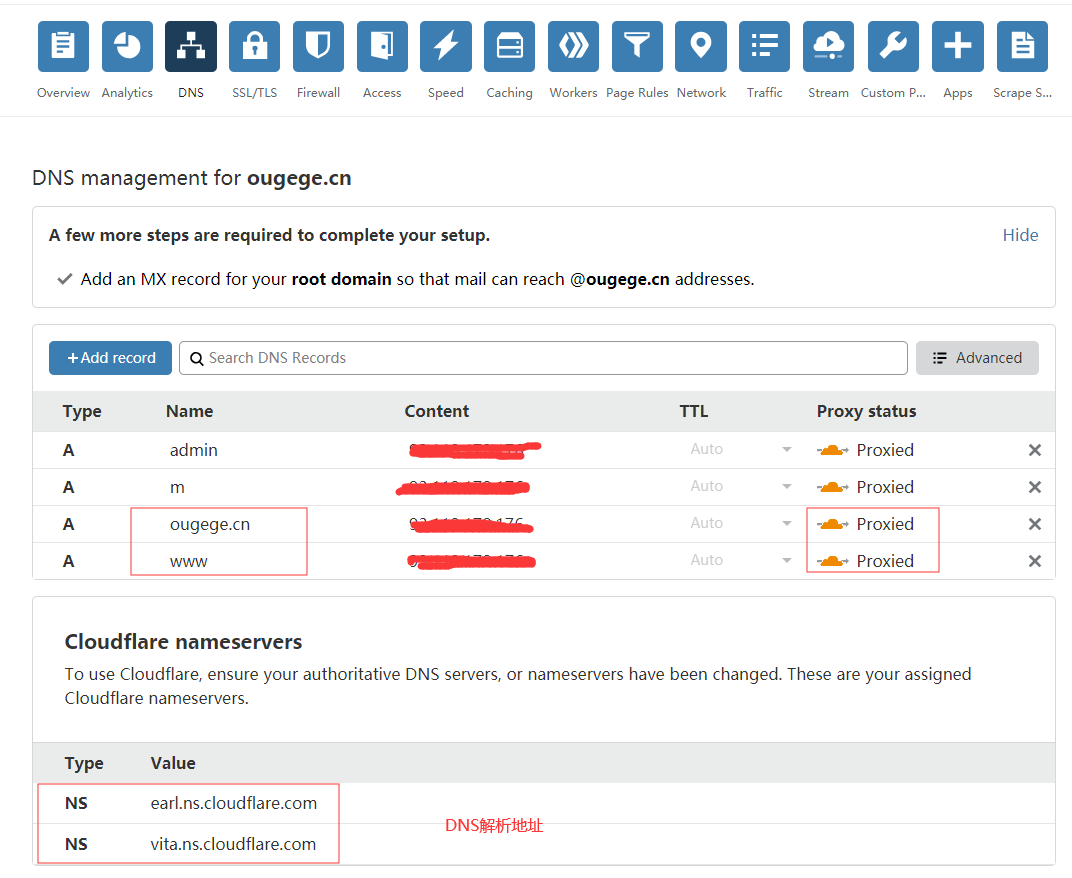 Overview Analytics DNS SSL/TLS Firewall Access Speed Caching Workers Page Rules Network Traffic Stream Custom P... Apps Scrape S...
DNS management for ougege.cn
A few more steps are required to complete your setup. Hide
Add an MX record for your root domain so that mail can reach @ougege.cn addresses.
+Add record Search DNS Records Advanced
Type Name Content TTL Proxy status
A admin Auto Proxied
A m Auto Proxied
A ougege.cn Auto Proxied
A www Auto Proxied
Cloudflare nameservers
To use Cloudflare, ensure your authoritative DNS servers, or nameservers have been changed. These are your assigned
Cloudflare nameservers.
Type Value
NS earl.ns.cloudflare.com
DNS解析地址
NS vita.ns.cloudflare.com